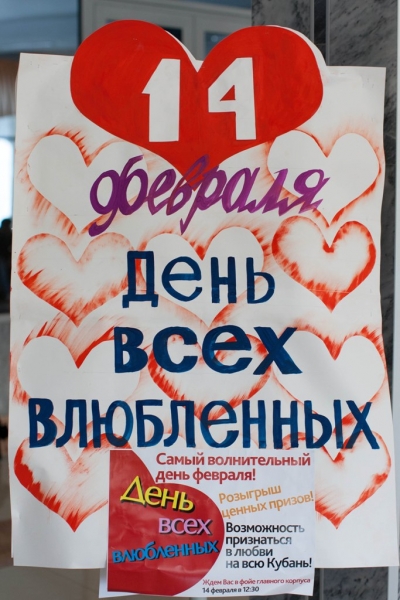 14
февраля
День
всех
влюбленных
Самый волнительный
день февраля!
День
всех
влюбленных
Розыгрыш
ценных призов!
Возможность
признаться
в любви
на всю Кубань!
Ждем Вас в фойе главного корпуса
14 февраля в 12:30